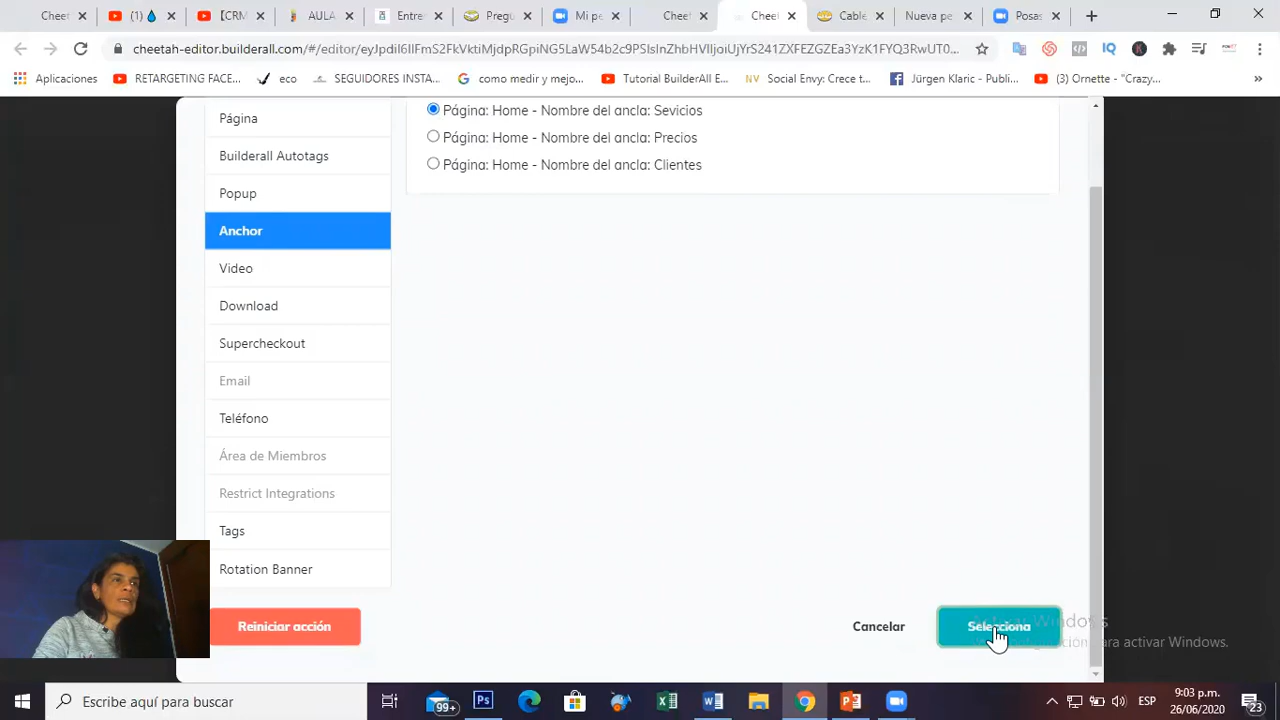 Cheet
(1)
[CRM
AULA
Entre
Pregu
Mi pe
Cheet
Cheet
Cable
Nueva pe
Posas
cheetah-editor.builderall.com/#/editor/
Aplicaciones
RETARGETING FACE...
eco
SEGUIDORES INSTA...
como medir y mejo...
Tutorial BuilderAll E...
Social Envy: Crece t...
Jürgen Klaric - Publi...
(3) Ornette - "Crazy...
»
Página: Home - Nombre del ancla: Sevicios
Página
Página: Home - Nombre del ancla: Precios
Builderall Autotags
Página: Home - Nombre del ancla: Clientes
Popup
Anchor
Video
Download
Supercheckout
Email
Teléfono
Área de Miembros
Restrict Integrations
Tags
Rotation Banner
Reiniciar acción
Cancelar
Selecciona
Windows
ara activar Windows.
Escribe aquí para buscar
99+
ESP
9:03 p.m.
26/06/2020
23